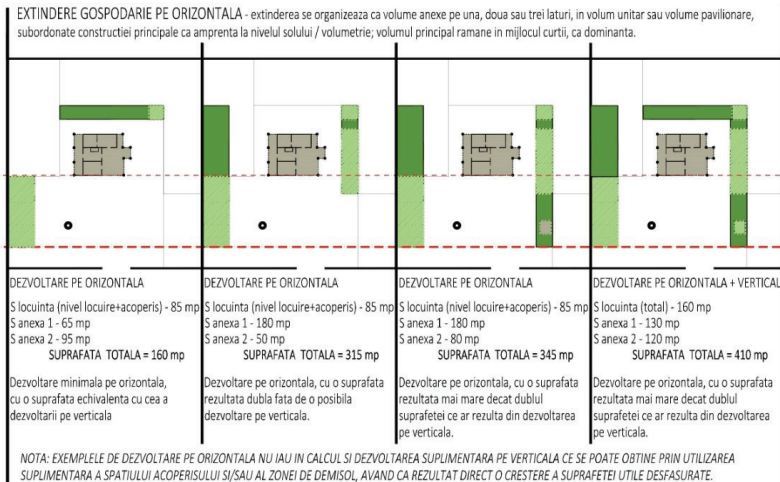 EXTINDERE GOSPODARIE PE ORIZONTALA - extinderea se organizeaza ca volume anexe pe una, doua sau trei laturi, in volum unitar sau volume pavilionare,
subordonate constructiei principale ca amprenta la nivelul solului / volumetrie; volumul principal ramane in mijlocul curtii, ca dominanta.
DEZVOLTARE PE ORIZONTALA
S locuinta (nivel locuire+acoperis) - 85 mp
S anexa 1 - 65 mp
S anexa 2 - 95 mp
SUPRAFATA TOTALA = 160 mp
Dezvoltare minimala pe orizontala,
cu o suprafata echivalenta cu cea a
dezvoltarii pe verticala
DEZVOLTARE PE ORIZONTALA
S locuinta (nivel locuire+acoperis) - 85 mp
S anexa 1 - 180 mp
S anexa 2 - 50 mp
SUPRAFATA TOTALA = 315 mp
Dezvoltare pe orizontala, cu o suprafata
rezultata dubla fata de o posibila
dezvoltare pe verticala.
DEZVOLTARE PE ORIZONTALA
S locuinta (nivel locuire+acoperis) - 85 mp
S anexa 1 - 180 mp
S anexa 2 - 80 mp
SUPRAFATA TOTALA = 345 mp
Dezvoltare pe orizontala, cu o suprafata
rezultata mai mare decat dublul
suprafetei ce ar rezulta din dezvoltarea
pe verticala.
DEZVOLTARE PE ORIZONTALA + VERTICAL
S locuinta (total) - 160 mp
S anexa 1 - 130 mp
S anexa 2 - 120 mp
SUPRAFATA TOTALA = 410 mp
Dezvoltare pe orizontala, cu o suprafata
rezultata mai mare decat dublul
suprafetei ce ar rezulta din dezvoltarea
pe verticala.
NOTA: EXEMPLELE DE DEZVOLTARE PE ORIZONTALA NU IAU IN CALCUL SI DEZVOLTAREA SUPLIMENTARA PE VERTICALA CE SE POATE OBTINE PRIN UTILIZAREA
SUPLIMENTARA A SPATIULUI ACOPERISULUI SI/SAU AL ZONEI DE DEMISOL, AVAND CA REZULTAT DIRECT O CRESTERE A SUPRAFETEI UTILE DESFASURATE.